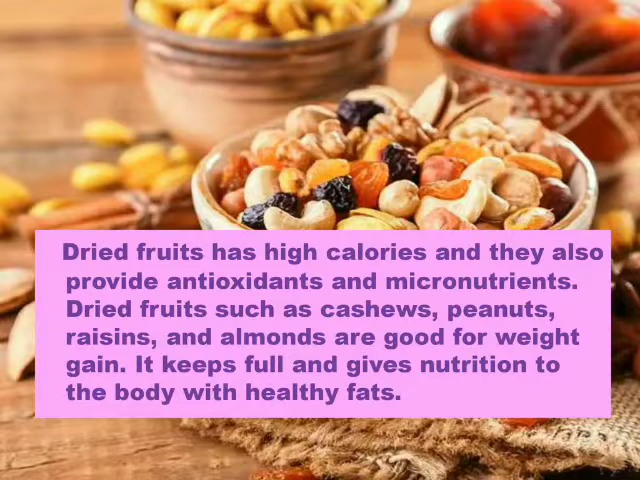 Dried fruits has high calories and they also
provide antioxidants and micronutrients.
Dried fruits such as cashews, peanuts,
raisins, and almonds are good for weight
gain. It keeps full and gives nutrition to
the body with healthy fats.